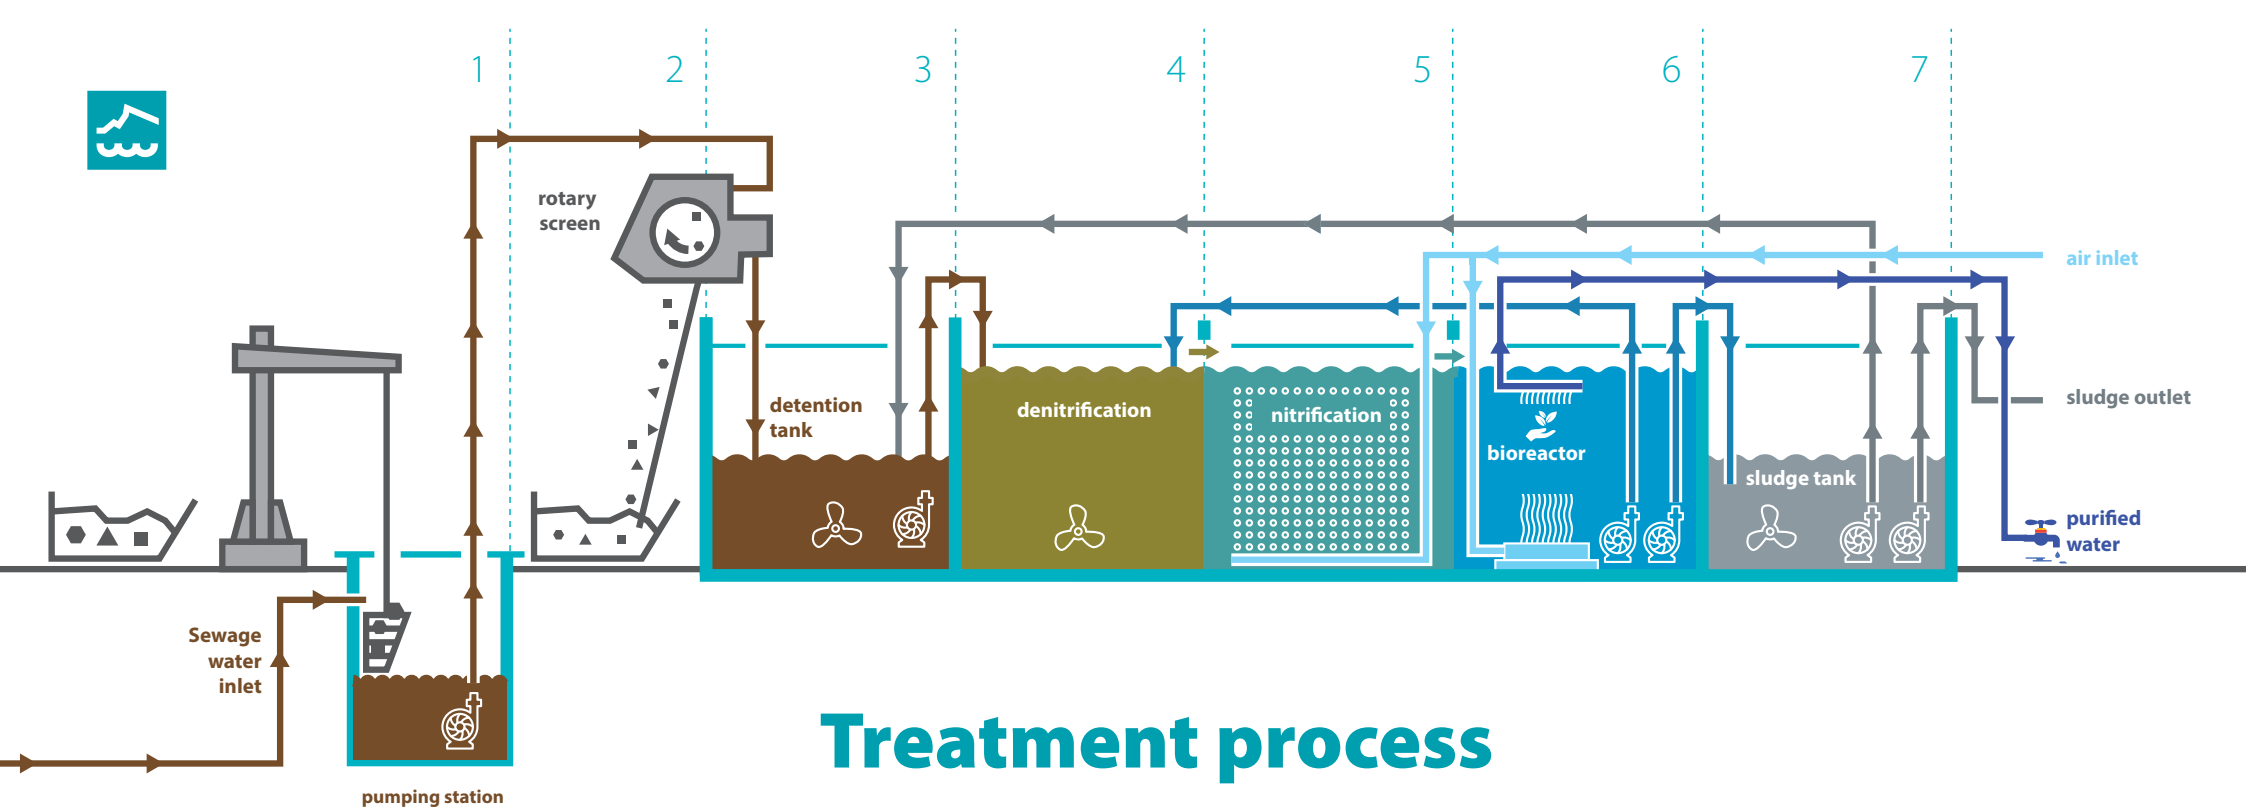 1
2
3
4
5
6
7
rotary
screen
air inlet
detention
tank
denitrification
nitrification
bioreactor
sludge tank
sludge outlet
purified
water
Sewage
water
inlet
pumping station
Treatment process